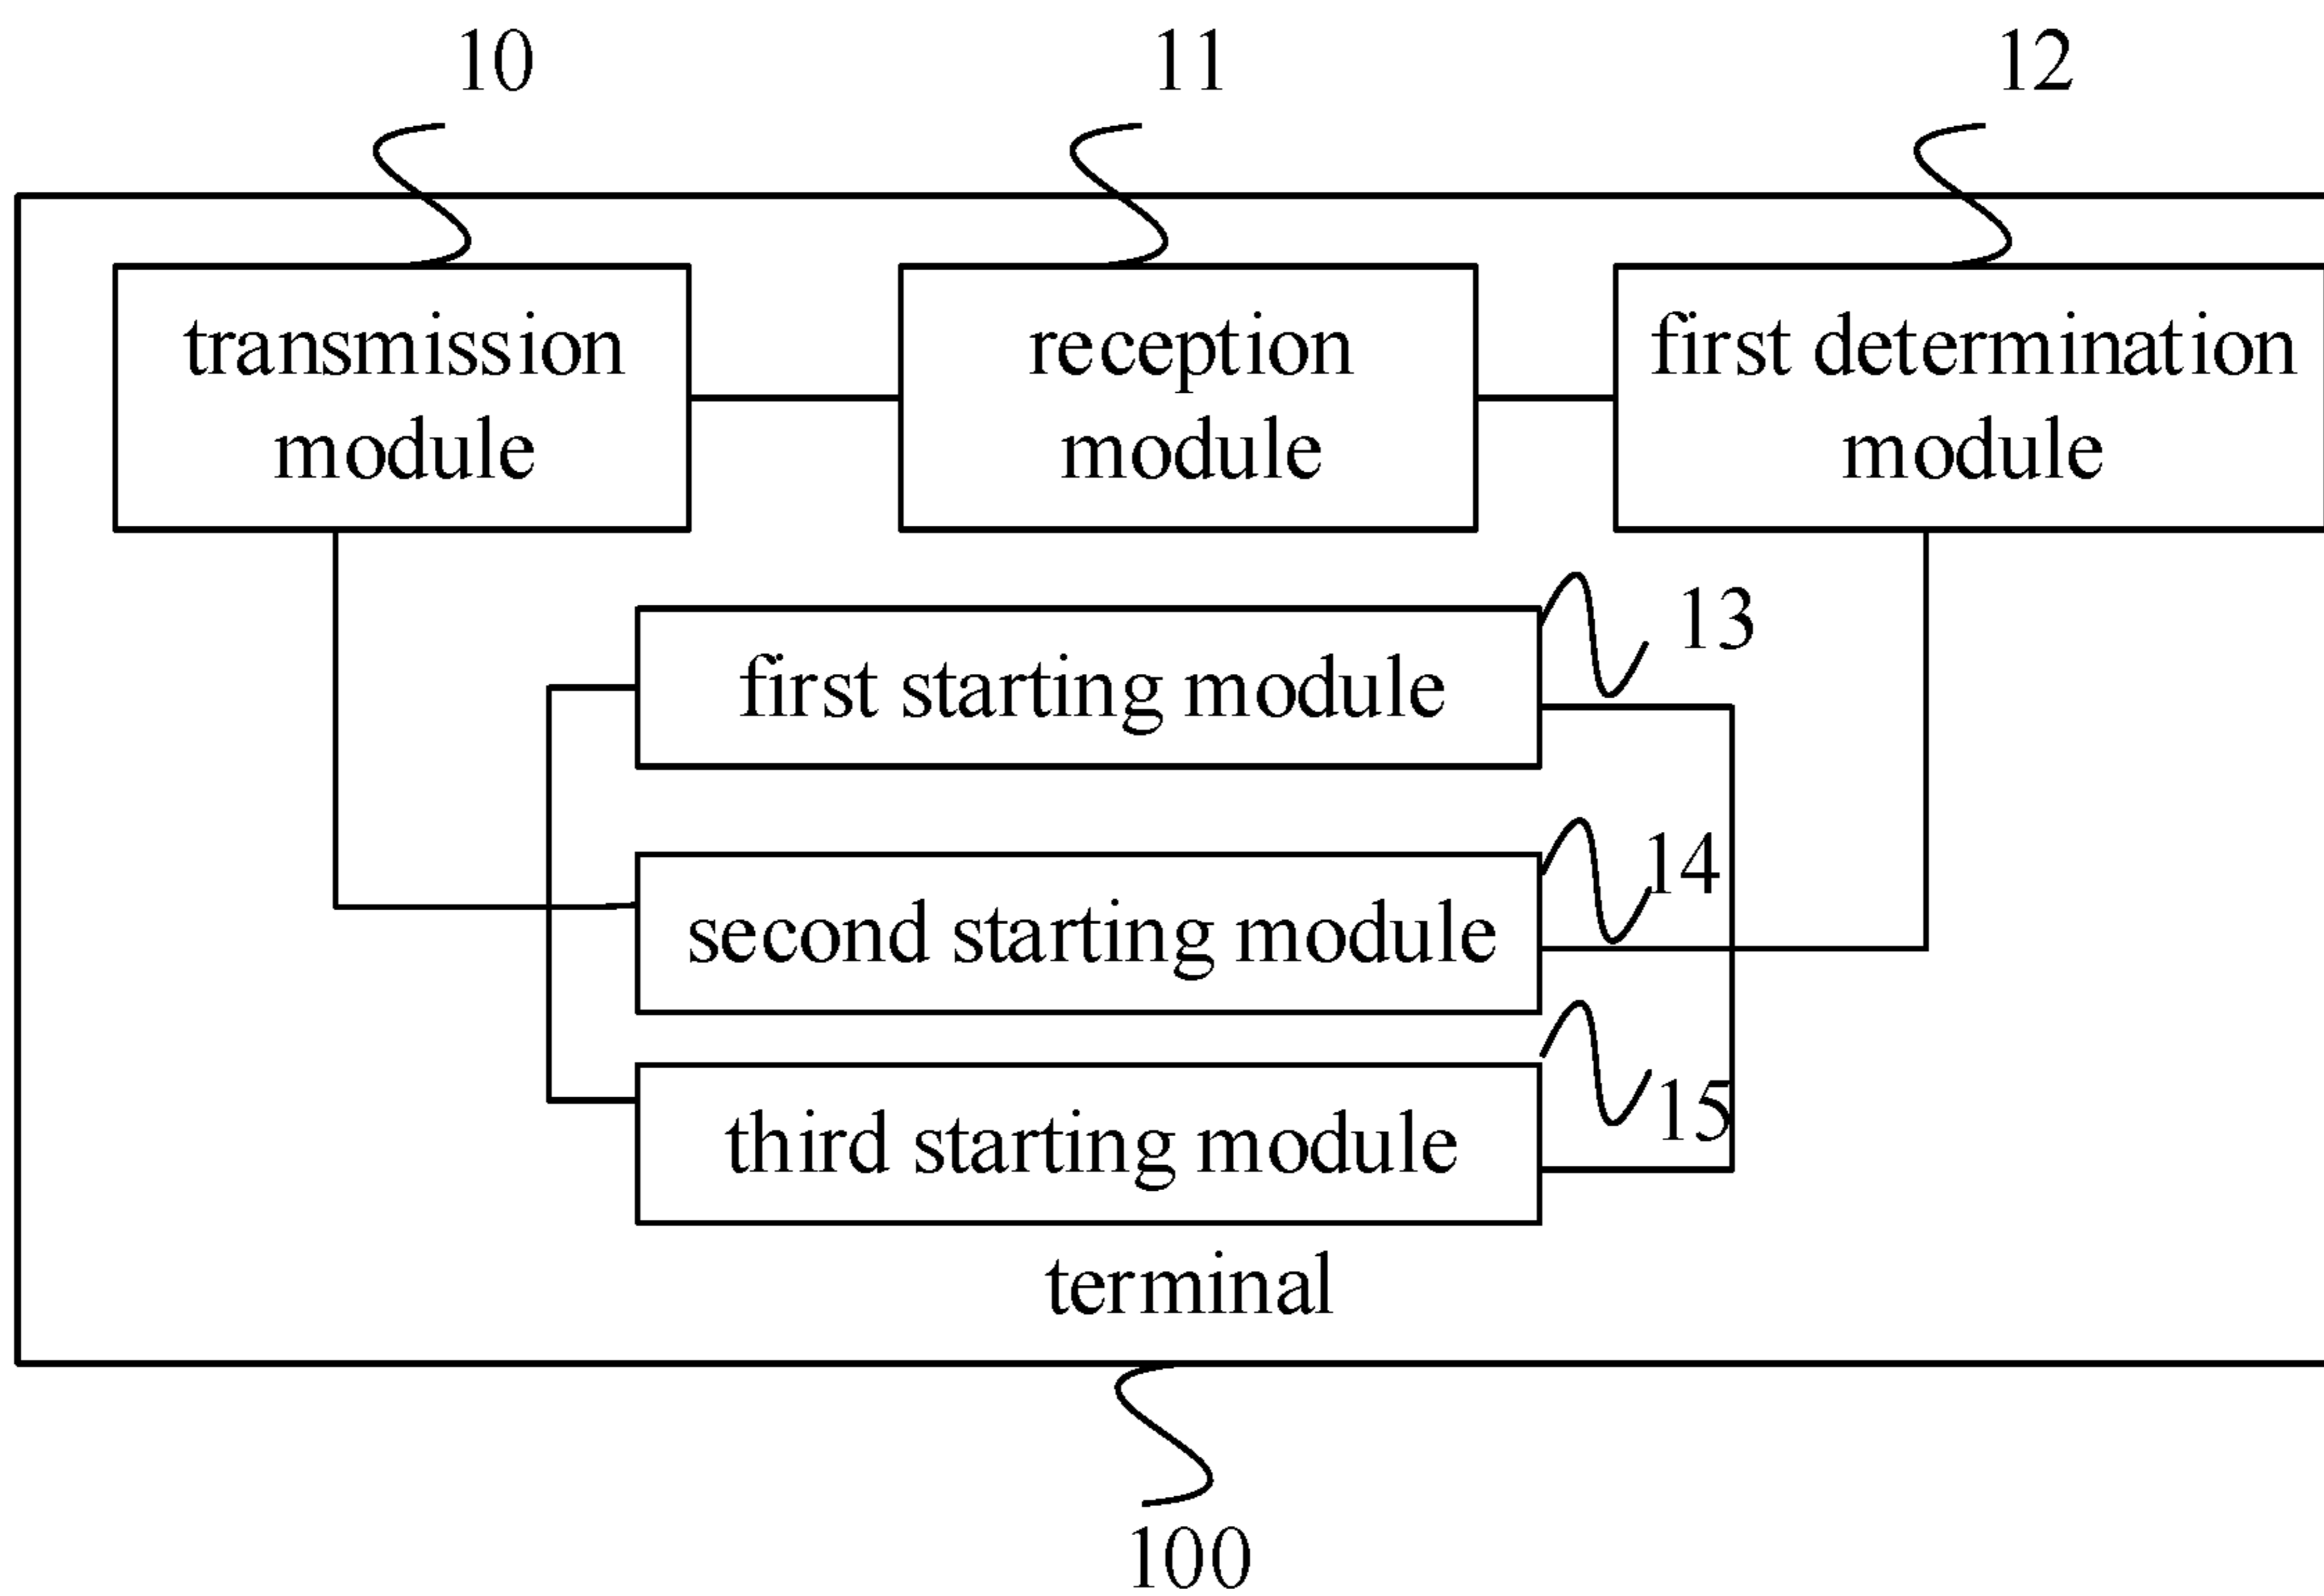 10
11
12
transmission
module
reception
module
first determination
module
13
first starting module
14
second starting module
15
third starting module
terminal
100